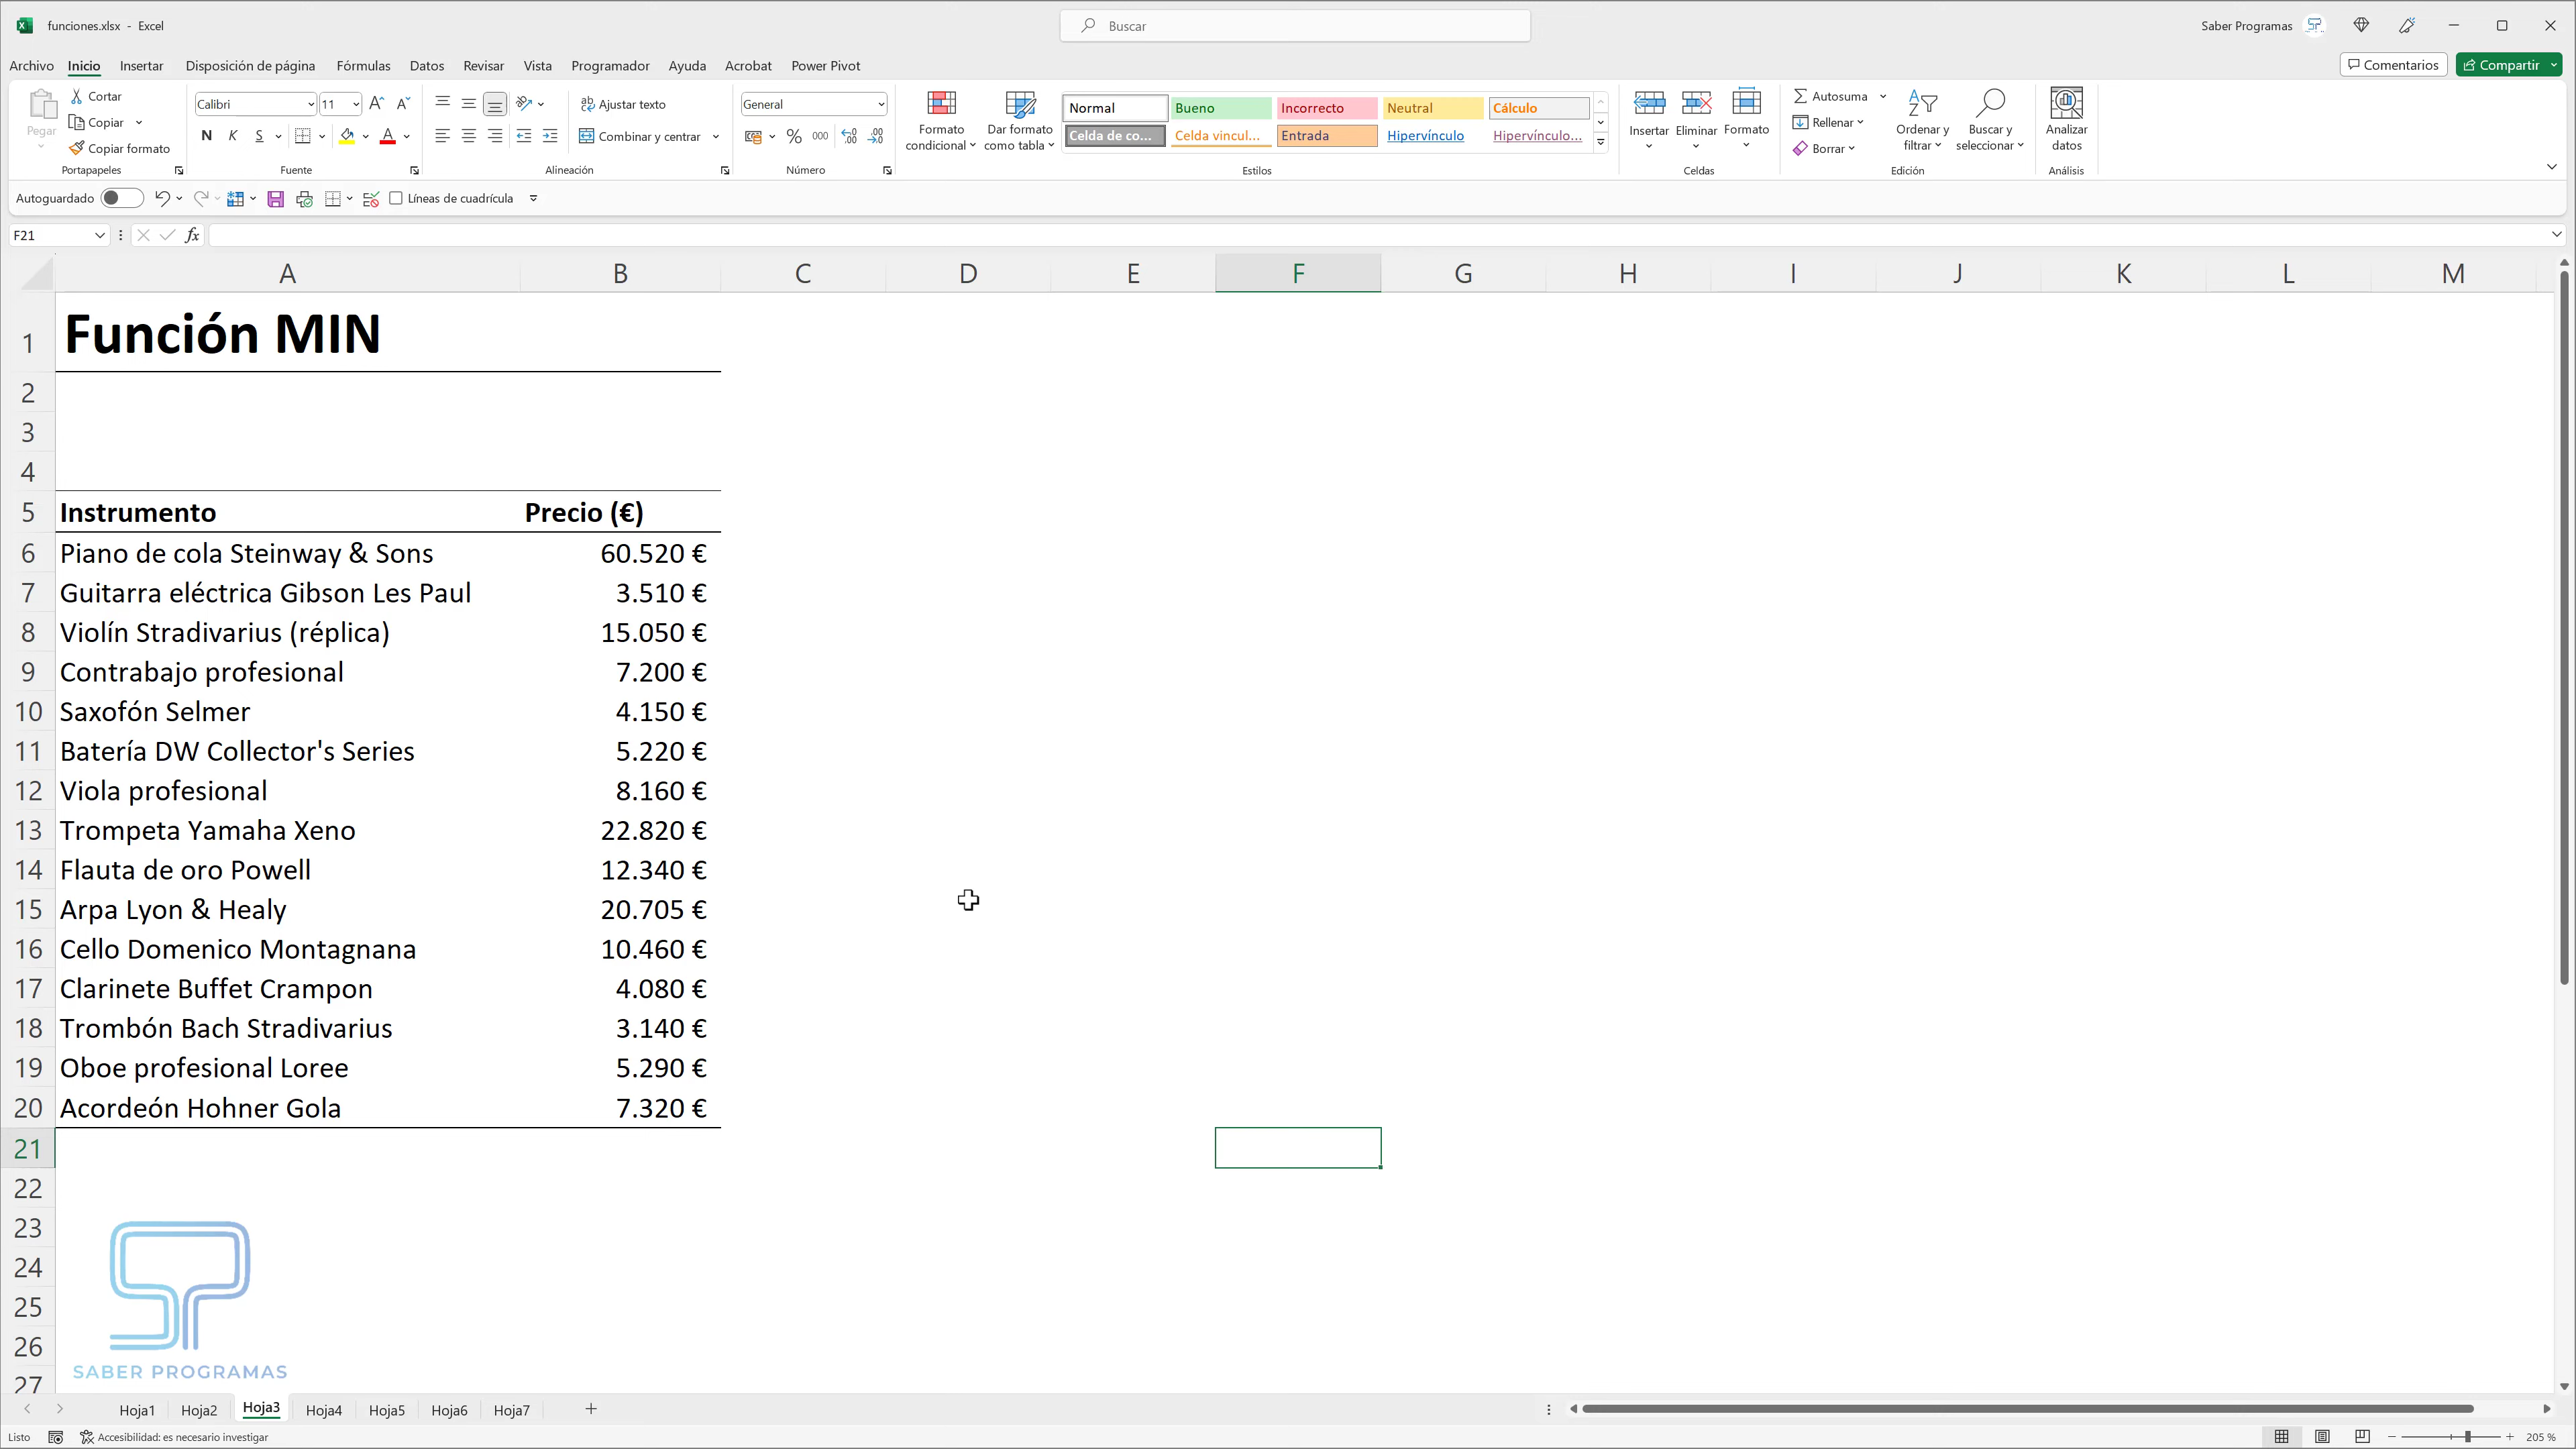 funciones.xlsx - Excel
Buscar
Saber Programas
Archivo Inicio Insertar Disposición de página Fórmulas Datos Revisar Vista Programador Ayuda Acrobat Power Pivot
Comentarios Compartir
Pegar
Cortar
Copiar
Copiar formato
Portapapeles
Calibri 11
N K S
Fuente
Ajustar texto
Combinar y centrar
Alineación
General
% 000
Número
Formato condicional
Dar formato como tabla
Normal Bueno Incorrecto Neutral Cálculo
Celda de co... Celda vincul... Entrada Hipervínculo Hipervínculo...
Estilos
Insertar Eliminar Formato
Celdas
Autosuma
Rellenar
Borrar
Ordenar y filtrar
Buscar y seleccionar
Edición
Analizar datos
Análisis
Autoguardado
Líneas de cuadrícula
F21
fx
A B C D E F G H I J K L M
1 Función MIN
2
3
4
5 Instrumento Precio (€)
6 Piano de cola Steinway & Sons 60.520 €
7 Guitarra eléctrica Gibson Les Paul 3.510 €
8 Violín Stradivarius (réplica) 15.050 €
9 Contrabajo profesional 7.200 €
10 Saxofón Selmer 4.150 €
11 Batería DW Collector's Series 5.220 €
12 Viola profesional 8.160 €
13 Trompeta Yamaha Xeno 22.820 €
14 Flauta de oro Powell 12.340 €
15 Arpa Lyon & Healy 20.705 €
16 Cello Domenico Montagnana 10.460 €
17 Clarinete Buffet Crampon 4.080 €
18 Trombón Bach Stradivarius 3.140 €
19 Oboe profesional Loree 5.290 €
20 Acordeón Hohner Gola 7.320 €
21
22
23
24
25
26
27
SABER PROGRAMAS
Hoja1 Hoja2 Hoja3 Hoja4 Hoja5 Hoja6 Hoja7
Listo
Accesibilidad: es necesario investigar
205 %